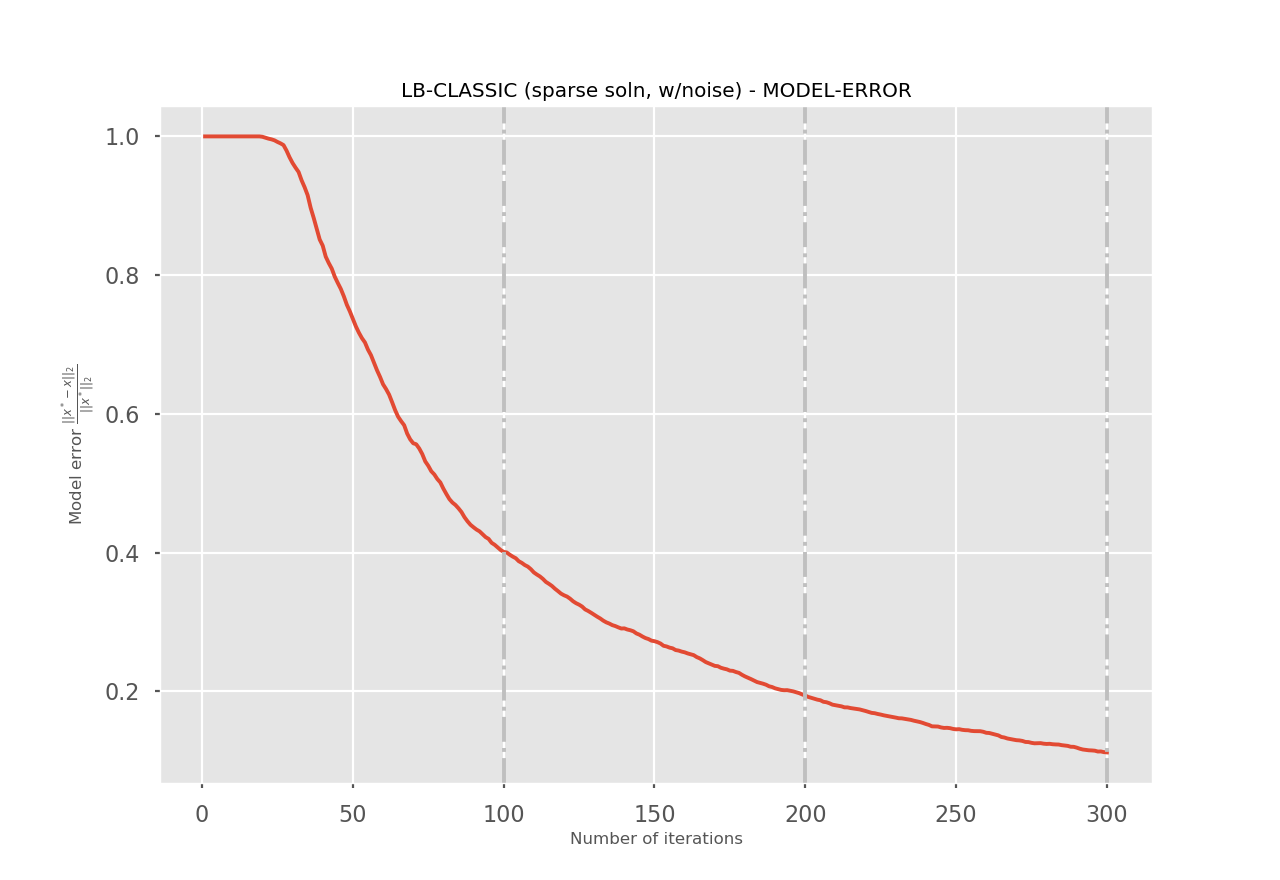 LB-CLASSIC (sparse soln, w/noise) - MODEL-ERROR
1.0
0.8
0.6
0.4
0.2
Model error ||x* − x||₂ / ||x*||₂
0 50 100 150 200 250 300
Number of iterations